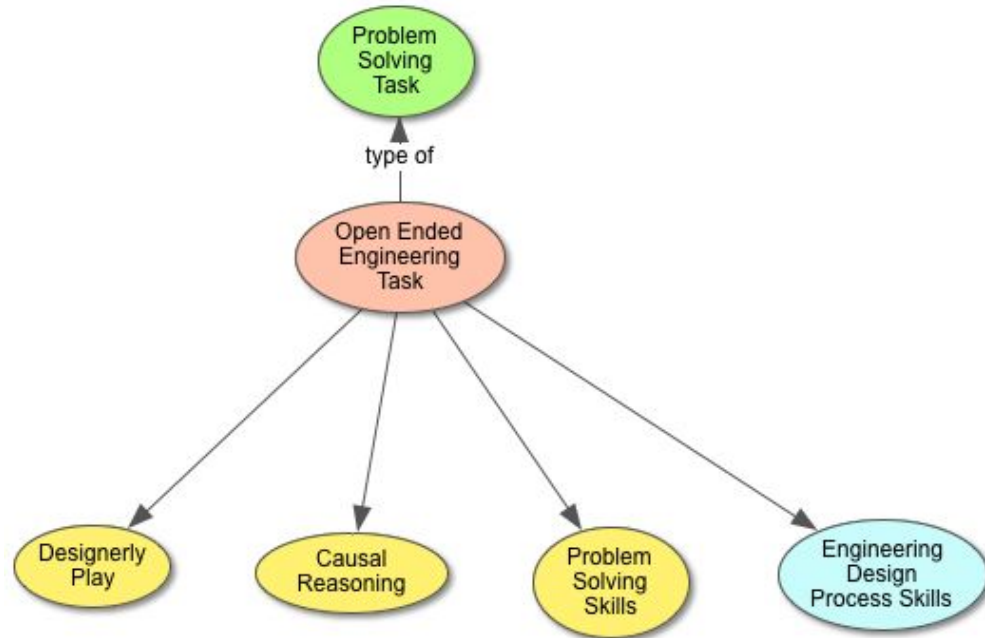 Problem
Solving
Task
type of
Open Ended
Engineering
Task
Designerly
Play
Causal
Reasoning
Problem
Solving
Skills
Engineering
Design
Process Skills